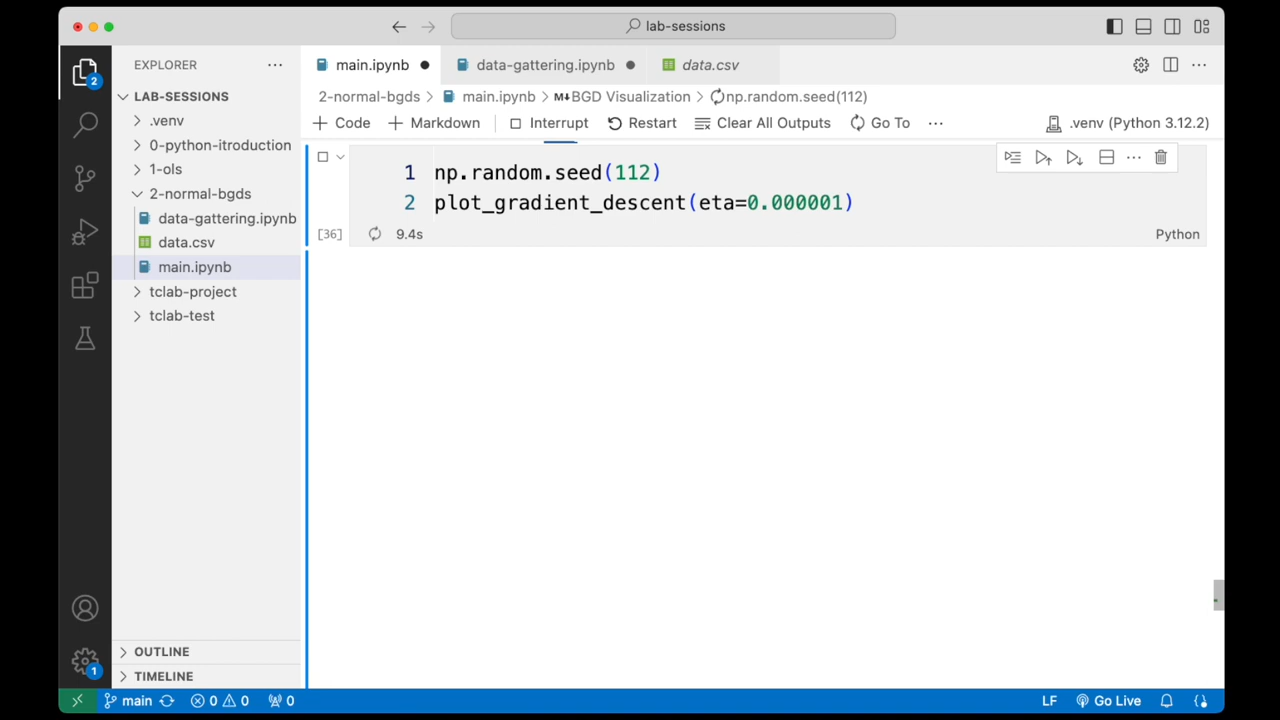 lab-sessions
EXPLORER
LAB-SESSIONS
.venv
0-python-itroduction
1-ols
2-normal-bgds
data-gattering.ipynb
data.csv
main.ipynb
tclab-project
tclab-test
OUTLINE
TIMELINE
2
1
main.ipynb data-gattering.ipynb data.csv
2-normal-bgds > main.ipynb > M↓BGD Visualization > np.random.seed(112)
+ Code + Markdown Interrupt Restart Clear All Outputs Go To ... .venv (Python 3.12.2)
1 np.random.seed(112)
2 plot_gradient_descent(eta=0.000001)
[36] 9.4s Python
main 0 0 0 LF Go Live